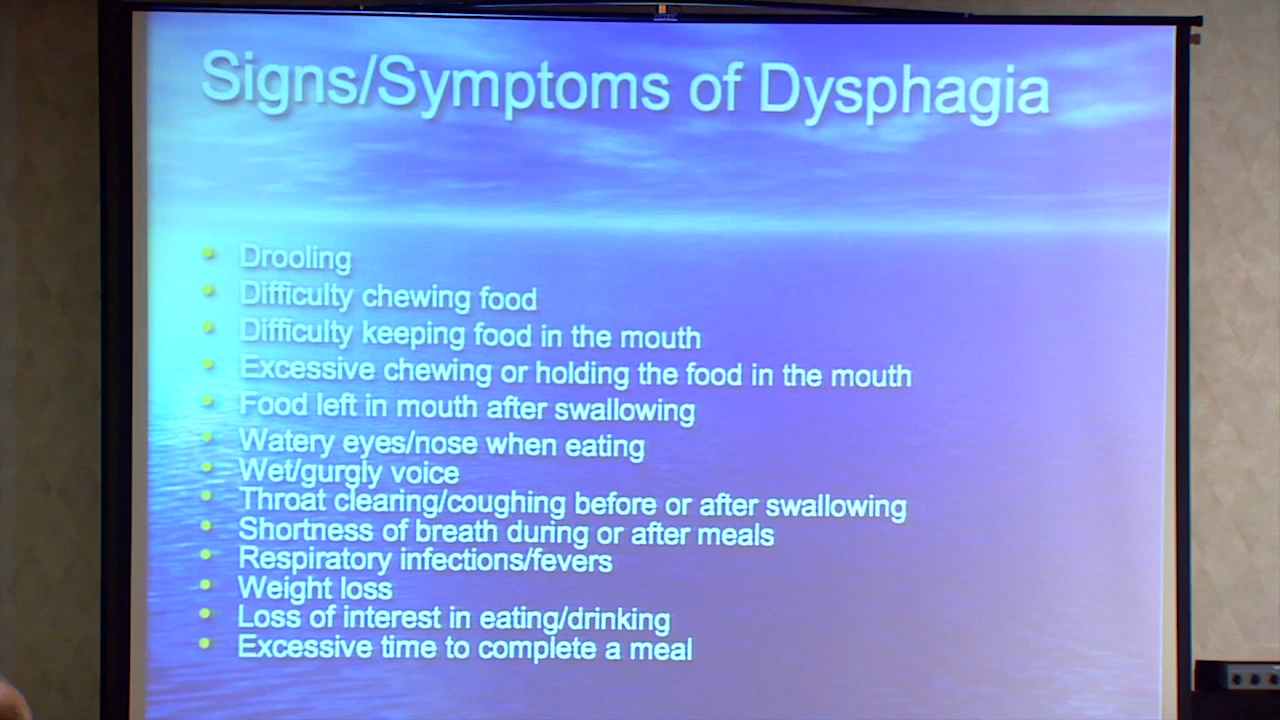 Signs/Symptoms of Dysphagia
Drooling
Difficulty chewing food
Difficulty keeping food in the mouth
Excessive chewing or holding the food in the mouth
Food left in mouth after swallowing
Watery eyes/nose when eating
Wet/gurgly voice
Throat clearing/coughing before or after swallowing
Shortness of breath during or after meals
Respiratory infections/fevers
Weight loss
Loss of interest in eating/drinking
Excessive time to complete a meal